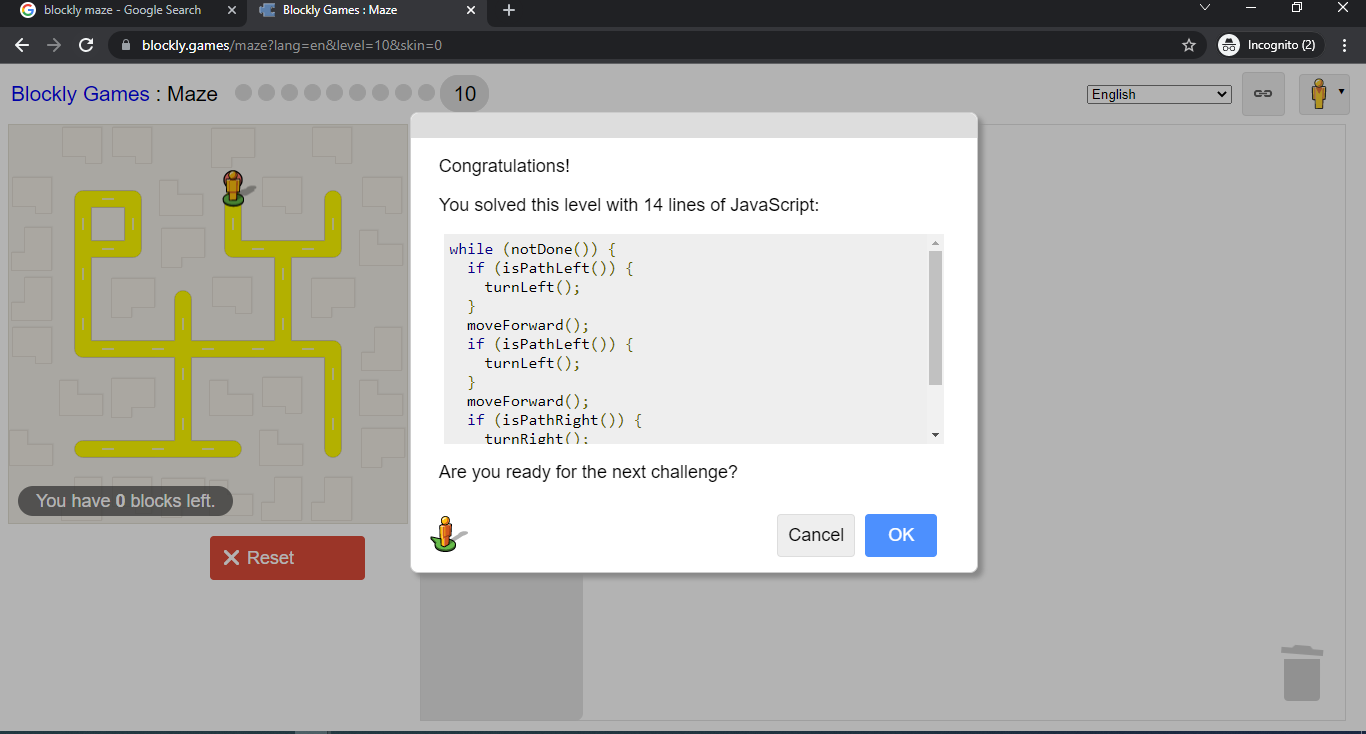 blockly maze - Google Search
Blockly Games : Maze
blockly.games/maze?lang=en&level=10&skin=0
Incognito (2)
Blockly Games : Maze
10
English
Congratulations!
You solved this level with 14 lines of JavaScript:
while (notDone()) {
if (isPathLeft()) {
turnLeft();
}
moveForward();
if (isPathLeft()) {
turnLeft();
}
moveForward();
if (isPathRight()) {
turnRight();
Are you ready for the next challenge?
You have 0 blocks left.
Cancel
OK
Reset